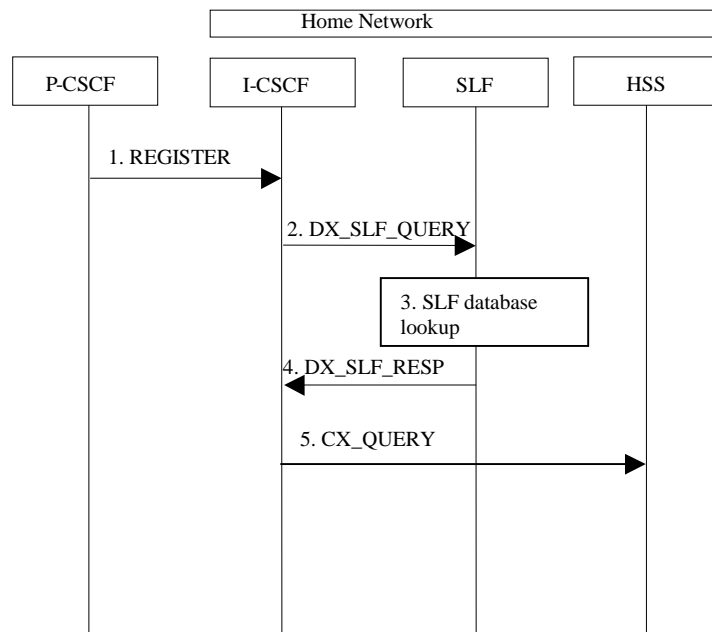 Home Network
P-CSCF
I-CSCF
SLF
HSS
1. REGISTER
2. DX_SLF_QUERY
3. SLF database
lookup
4. DX_SLF_RESP
5. CX_QUERY